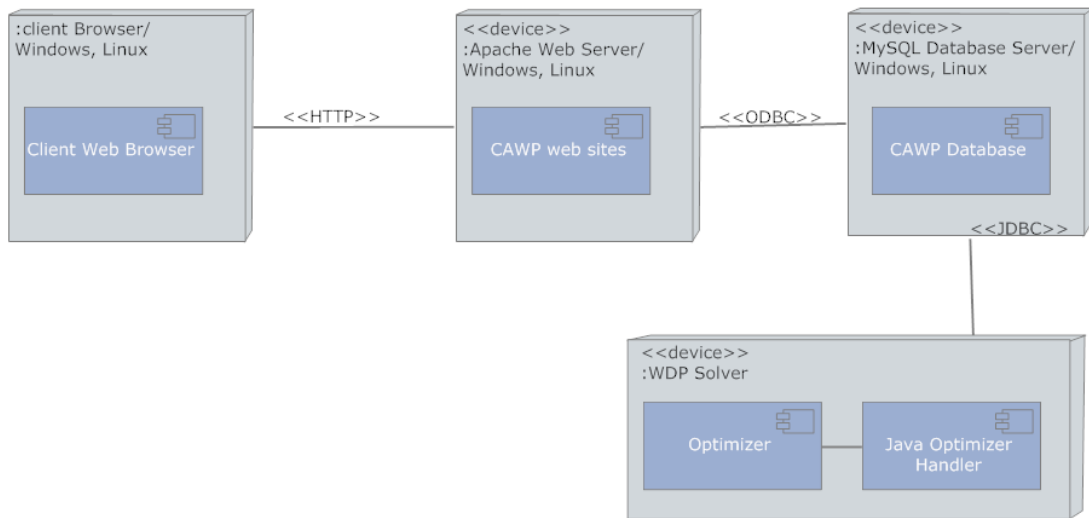 :client Browser/
Windows, Linux
Client Web Browser
<<HTTP>>
<<device>>
:Apache Web Server/
Windows, Linux
CAWP web sites
<<ODBC>>
<<device>>
:MySQL Database Server/
Windows, Linux
CAWP Database
<<JDBC>>
<<device>>
:WDP Solver
Optimizer
Java Optimizer
Handler